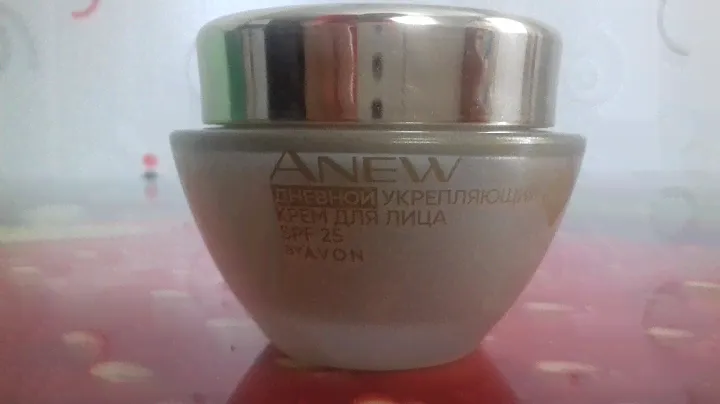 ANEW
ДНЕВНОЙ УКРЕПЛЯЮЩИЙ
КРЕМ ДЛЯ ЛИЦА
SPF 25
BY AVON